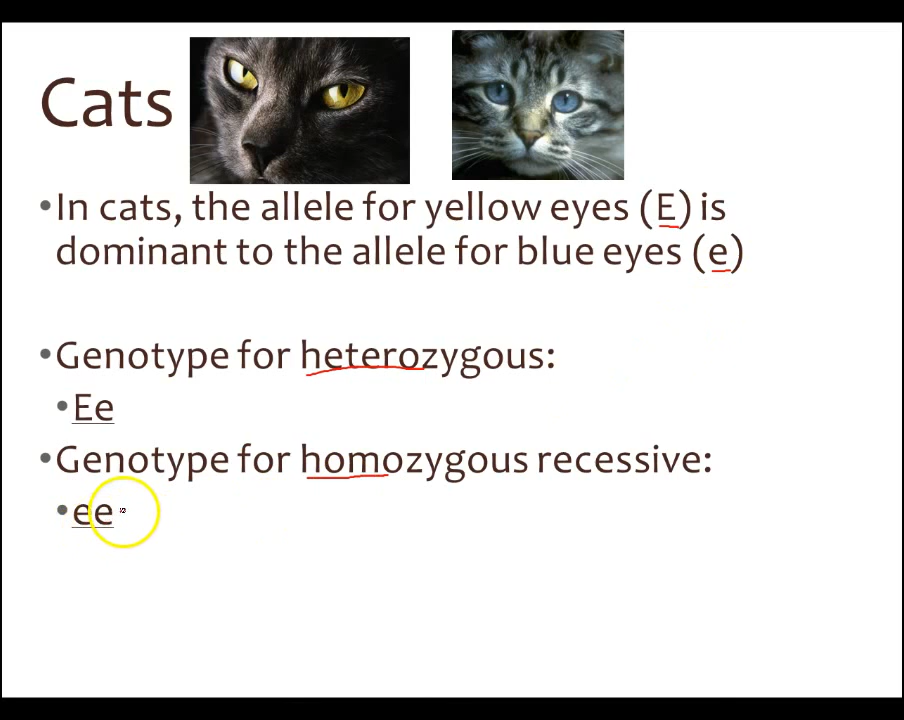 Cats
•In cats, the allele for yellow eyes (E) is
dominant to the allele for blue eyes (e)
•Genotype for heterozygous:
•Ee
•Genotype for homozygous recessive:
•ee